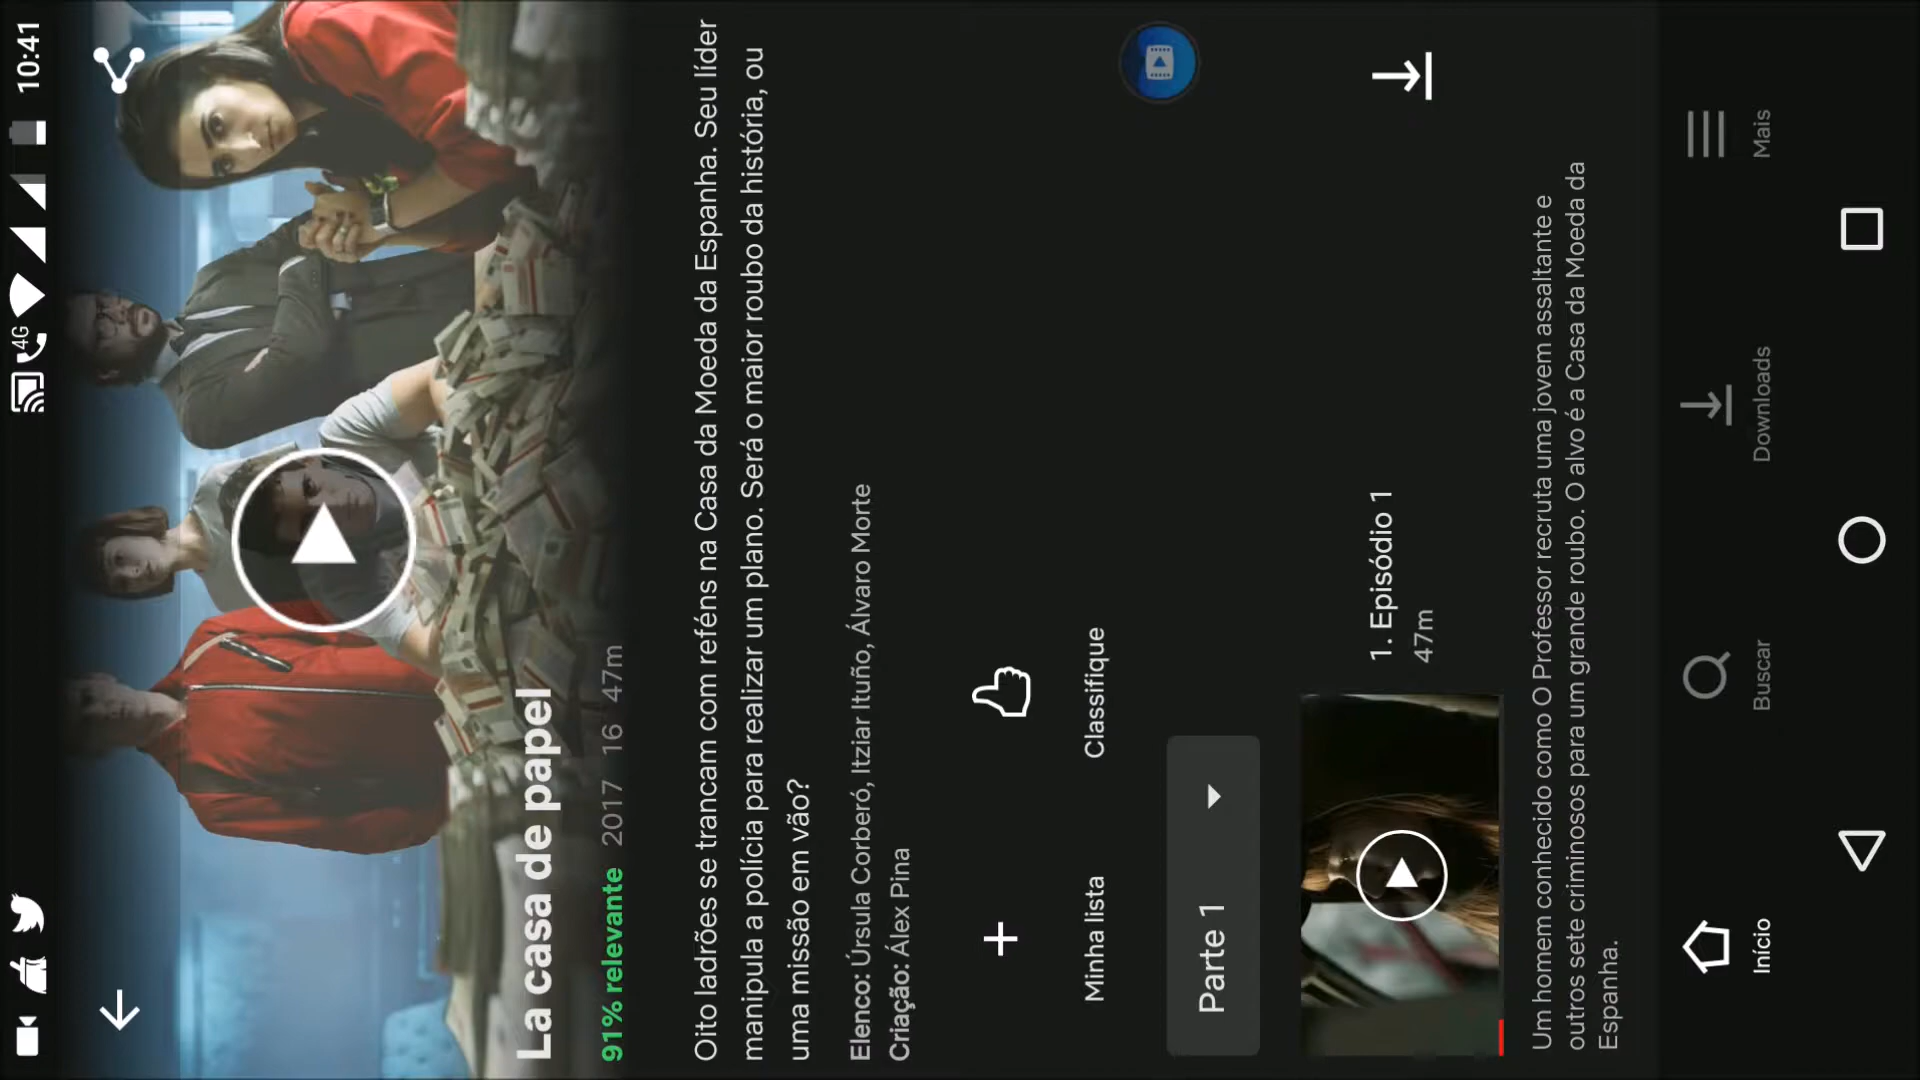 4G 10:41
La casa de papel
91% relevante 2017 16 47m
Oito ladrões se trancam com reféns na Casa da Moeda da Espanha. Seu líder
manipula a polícia para realizar um plano. Será o maior roubo da história, ou
uma missão em vão?
Elenco: Úrsula Corberó, Itziar Ituño, Álvaro Morte
Criação: Álex Pina
Minha lista Classifique
Parte 1
1. Episódio 1
47m
Um homem conhecido como O Professor recruta uma jovem assaltante e
outros sete criminosos para um grande roubo. O alvo é a Casa da Moeda da
Espanha.
Início Buscar Downloads Mais